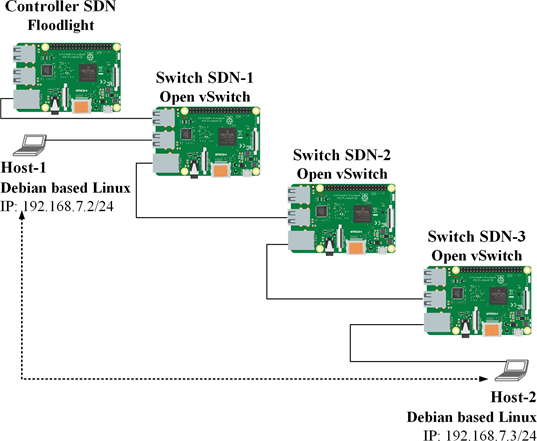 Controller SDN
Floodlight
Switch SDN-1
Open vSwitch
Switch SDN-2
Open vSwitch
Host-1
Debian based Linux
IP: 192.168.7.2/24
Switch SDN-3
Open vSwitch
Host-2
Debian based Linux
IP: 192.168.7.3/24